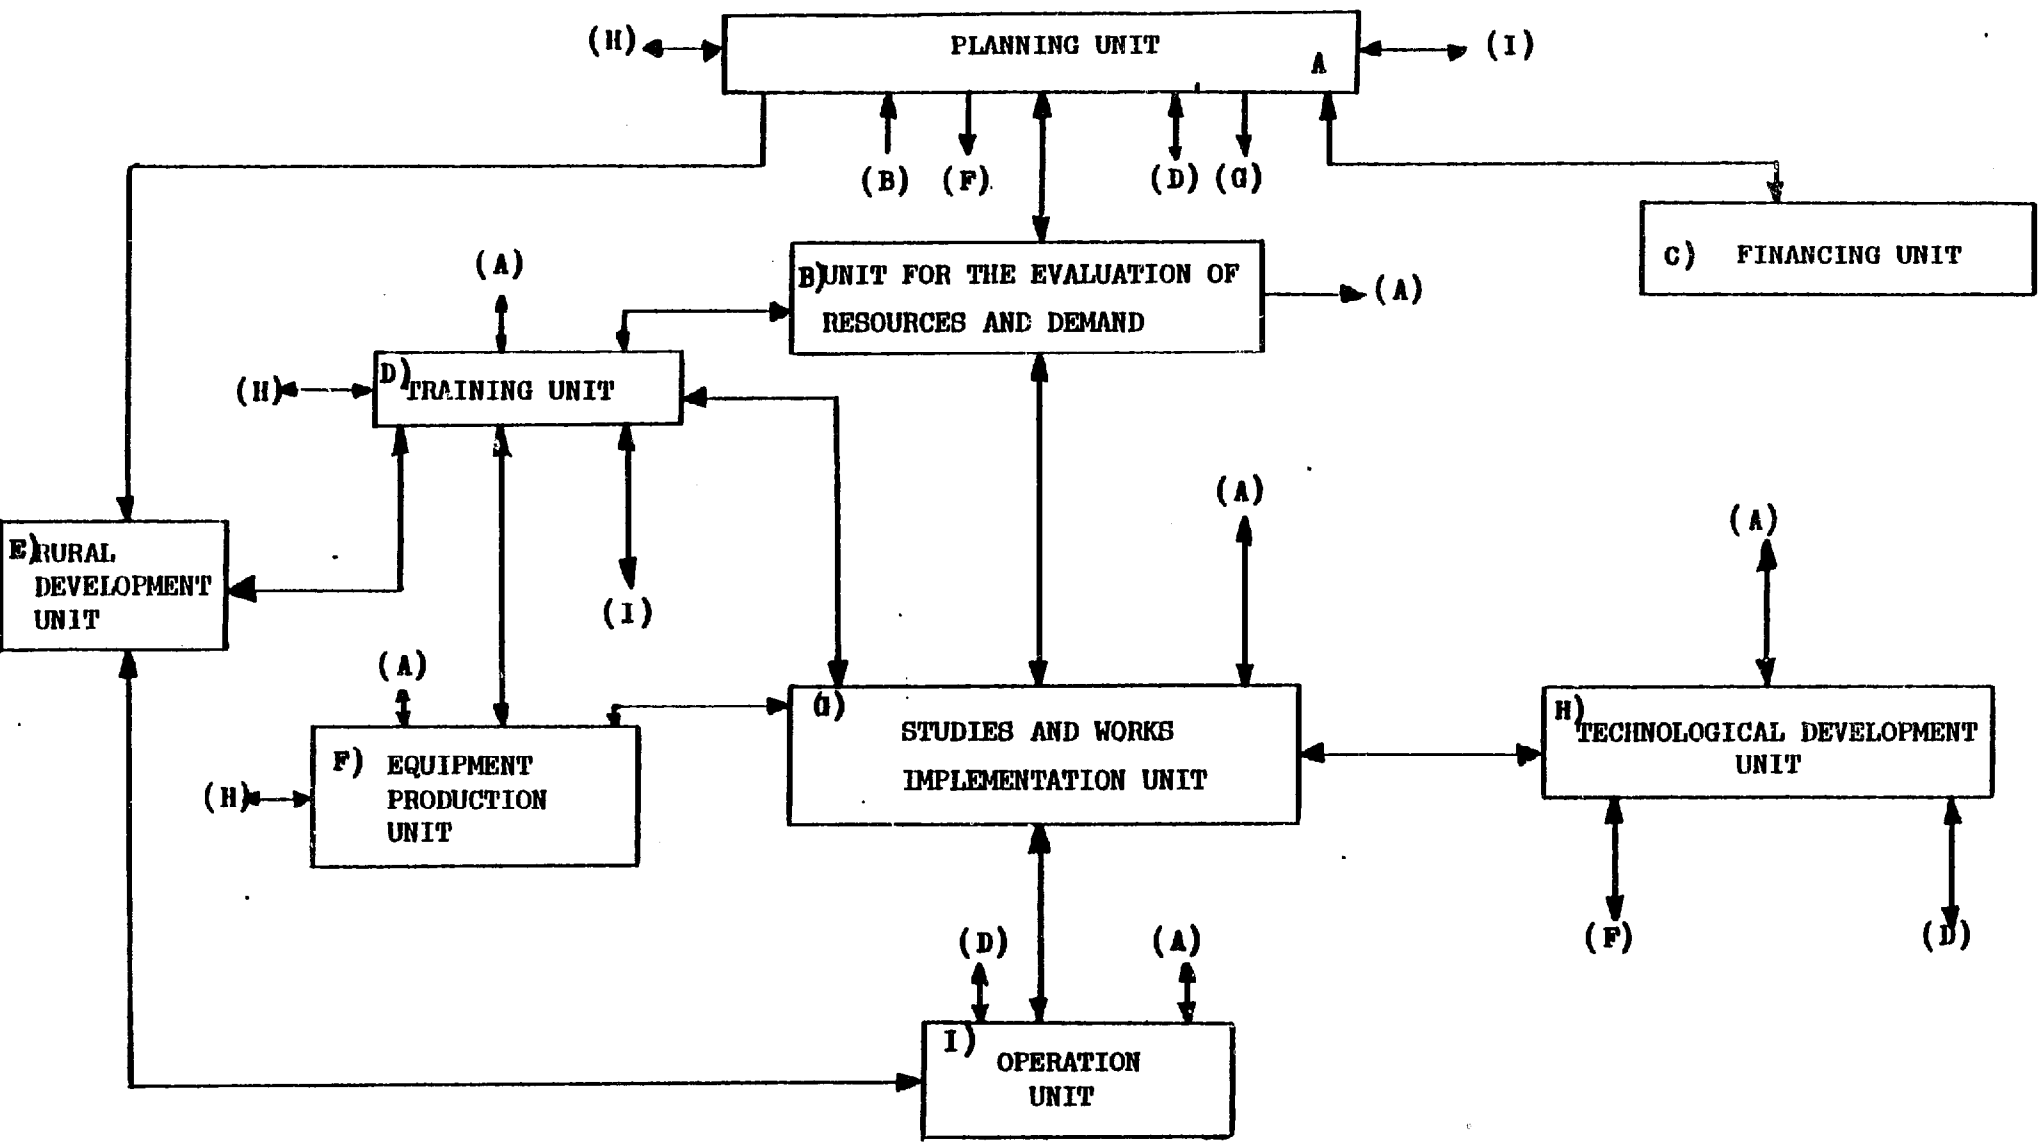 (H)
PLANNING UNIT
A
(I)
(B)
(F)
(D)
(G)
C) FINANCING UNIT
(A)
B)UNIT FOR THE EVALUATION OF
RESOURCES AND DEMAND
(A)
(H)
D)TRAINING UNIT
(A)
(A)
E)RURAL
DEVELOPMENT
UNIT
(I)
(A)
G)
STUDIES AND WORKS
IMPLEMENTATION UNIT
H)TECHNOLOGICAL DEVELOPMENT
UNIT
(H)
F) EQUIPMENT
PRODUCTION
UNIT
(F)
(D)
(D)
(A)
I)
OPERATION
UNIT